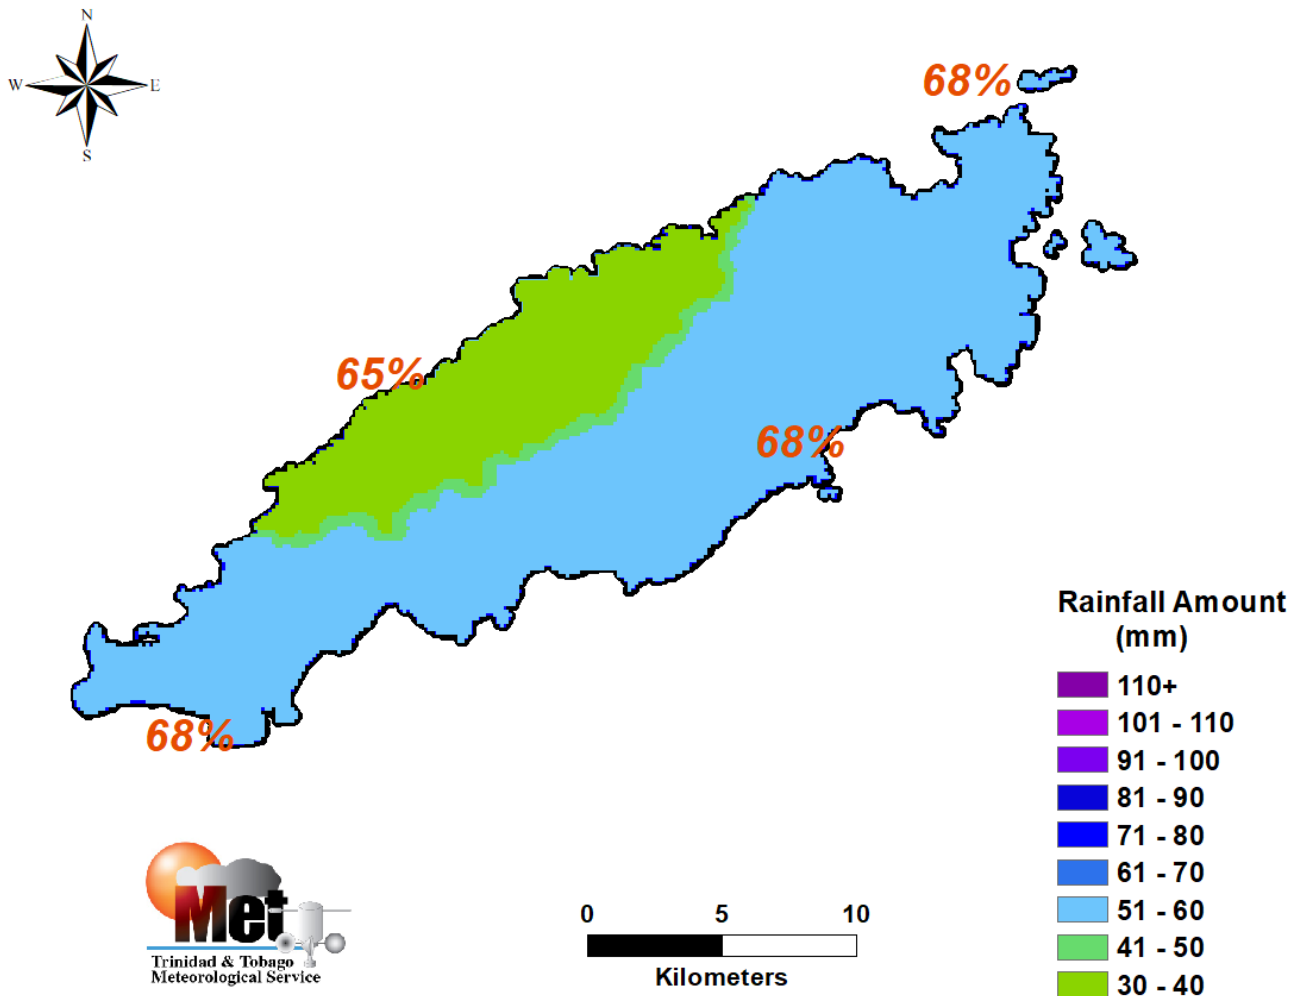 N
W E
S
68%
65%
68%
68%
Rainfall Amount
(mm)
110+
101 - 110
91 - 100
81 - 90
71 - 80
61 - 70
51 - 60
41 - 50
30 - 40
0 5 10
Kilometers
Met
Trinidad & Tobago
Meteorological Service